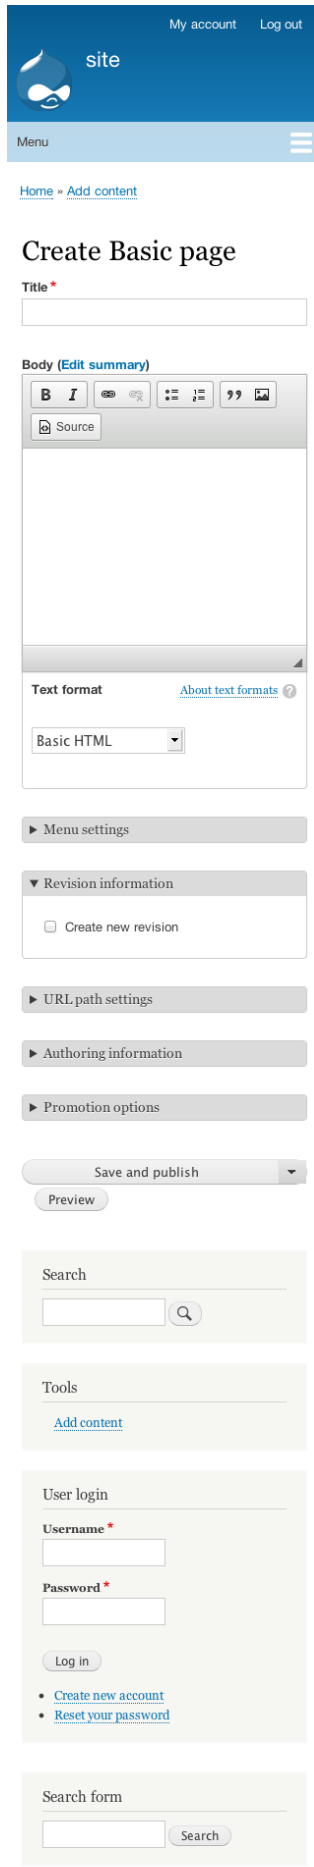 My account Log out
site
Menu
Home » Add content
Create Basic page
Title *
Body (Edit summary)
B I
Source
Text format About text formats ?
Basic HTML
Menu settings
Revision information
Create new revision
URL path settings
Authoring information
Promotion options
Save and publish
Preview
Search
Tools
Add content
User login
Username *
Password *
Log in
Create new account
Reset your password
Search form
Search